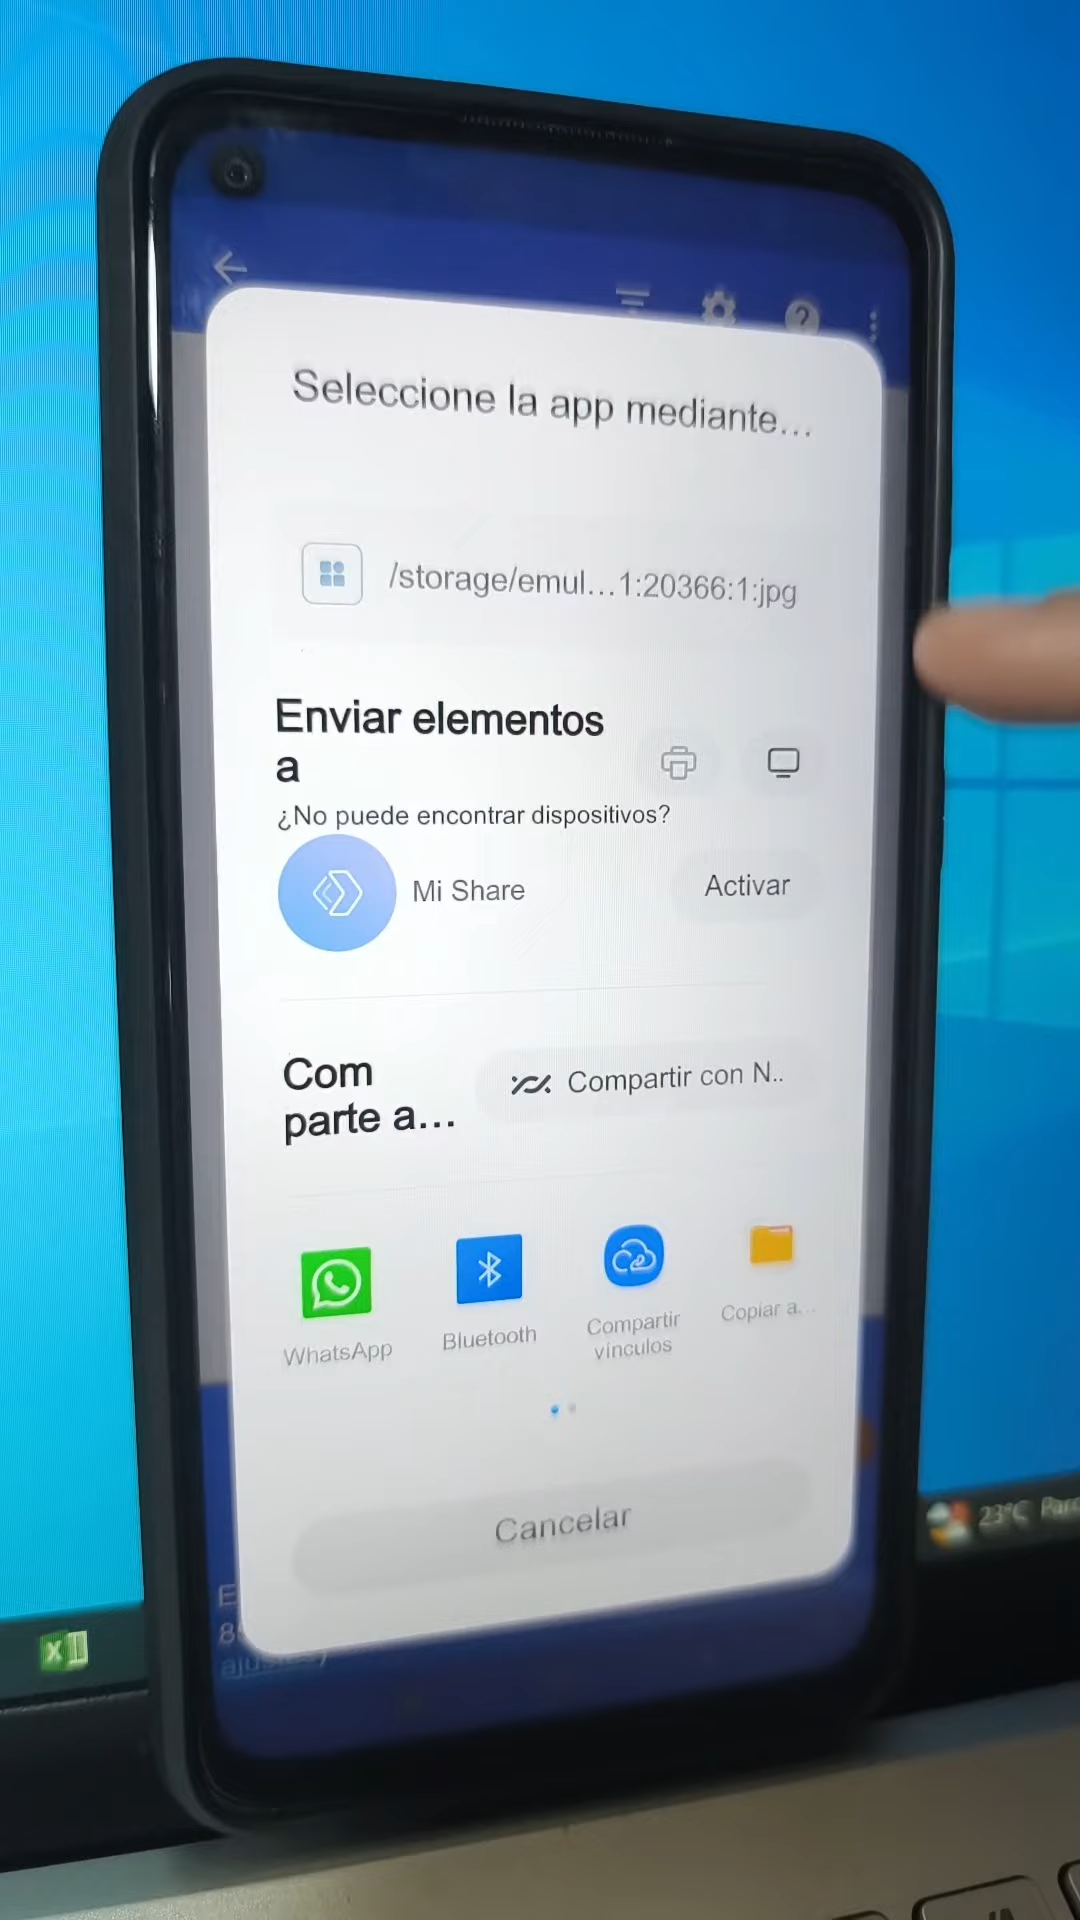 Seleccione la app mediante...
/storage/emul...1:20366:1:jpg
Enviar elementos
a
¿No puede encontrar dispositivos?
Mi Share
Activar
Com
parte a...
Compartir con N..
WhatsApp
Bluetooth
Compartir
vínculos
Copiar a...
Cancelar
E
8
23°C